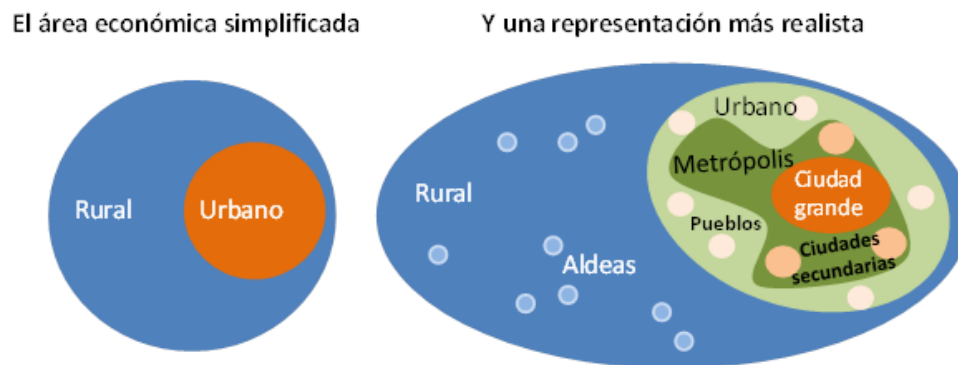 El área económica simplificada
Y una representación más realista
Rural
Urbano
Urbano
Metrópolis
Rural
Ciudad
grande
Pueblos
Ciudades
secundarias
Aldeas